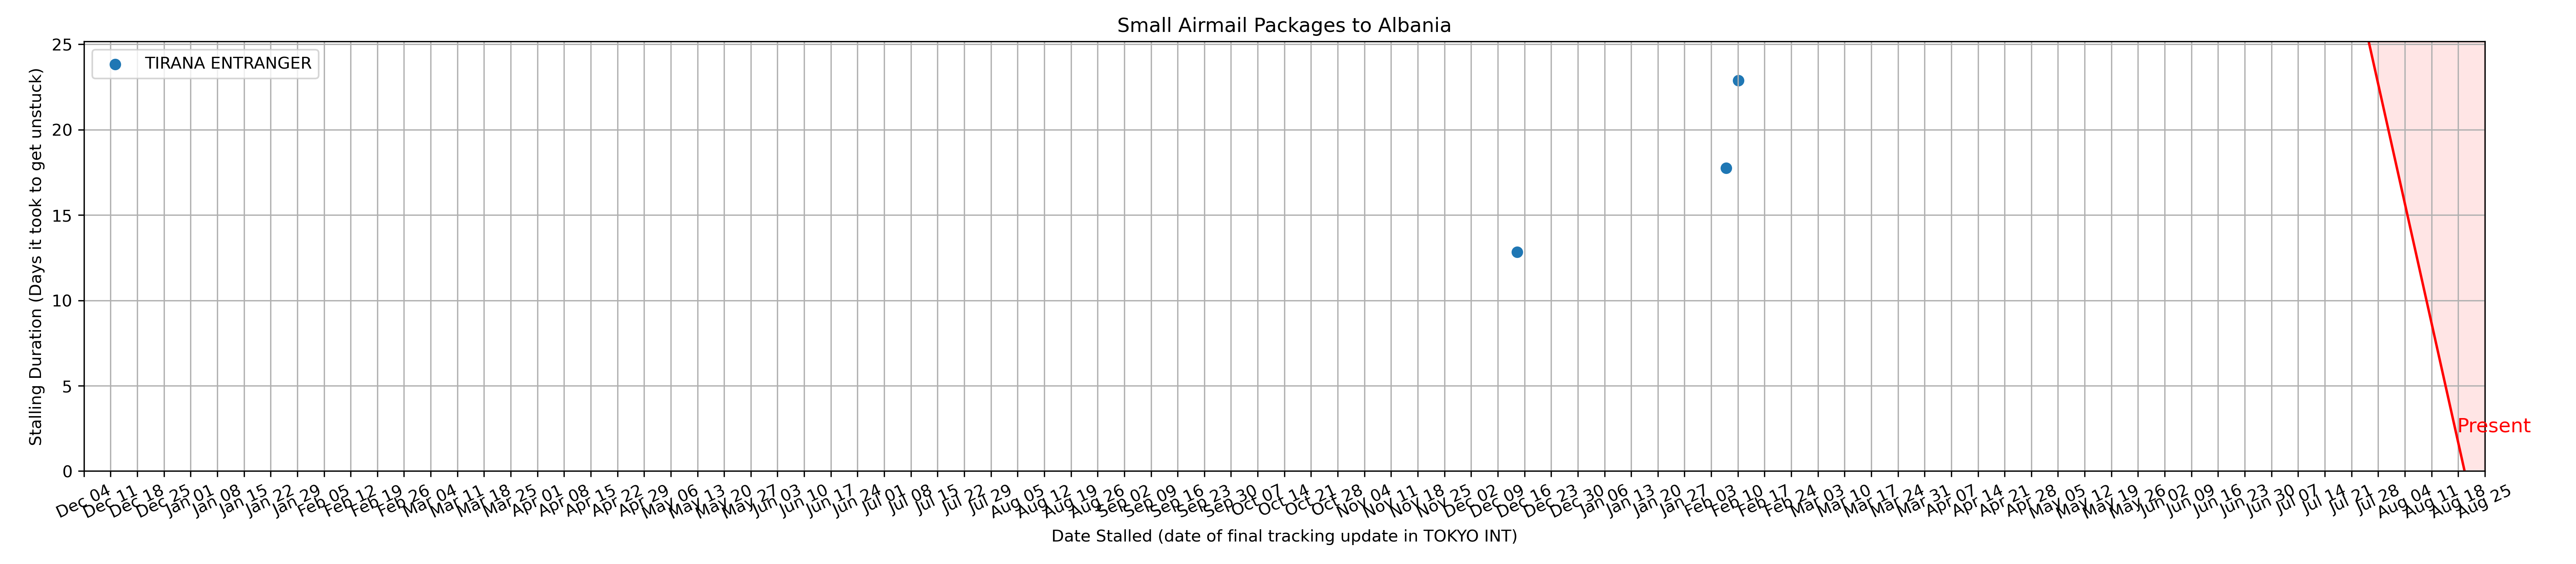 Small Airmail Packages to Albania
TIRANA ENTRANGER
Stalling Duration (Days it took to get unstuck)
25
20
15
10
5
0
Present
Dec 04
Dec 11
Dec 18
Dec 25
Jan 01
Jan 08
Jan 15
Jan 22
Jan 29
Feb 05
Feb 12
Feb 19
Feb 26
Mar 04
Mar 11
Mar 18
Mar 25
Apr 01
Apr 08
Apr 15
Apr 22
Apr 29
May 06
May 13
May 20
May 27
Jun 03
Jun 10
Jun 17
Jun 24
Jul 01
Jul 08
Jul 15
Jul 22
Jul 29
Aug 05
Aug 12
Aug 19
Aug 26
Sep 02
Sep 09
Sep 16
Sep 23
Sep 30
Oct 07
Oct 14
Oct 21
Oct 28
Nov 04
Nov 11
Nov 18
Nov 25
Dec 02
Dec 09
Dec 16
Dec 23
Dec 30
Jan 06
Jan 13
Jan 20
Jan 27
Feb 03
Feb 10
Feb 17
Feb 24
Mar 03
Mar 10
Mar 17
Mar 24
Mar 31
Apr 07
Apr 14
Apr 21
Apr 28
May 05
May 12
May 19
May 26
Jun 02
Jun 09
Jun 16
Jun 23
Jun 30
Jul 07
Jul 14
Jul 21
Jul 28
Aug 04
Aug 11
Aug 18
Aug 25
Date Stalled (date of final tracking update in TOKYO INT)